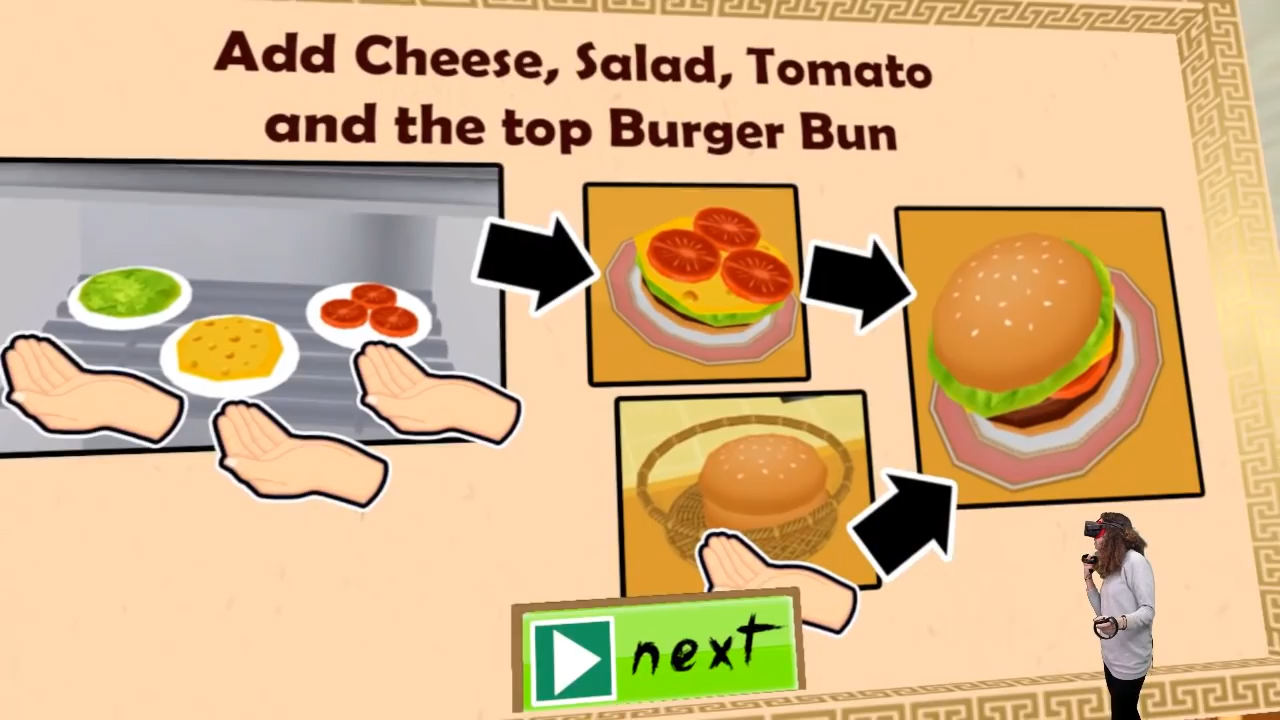 Add Cheese, Salad, Tomato
and the top Burger Bun
next